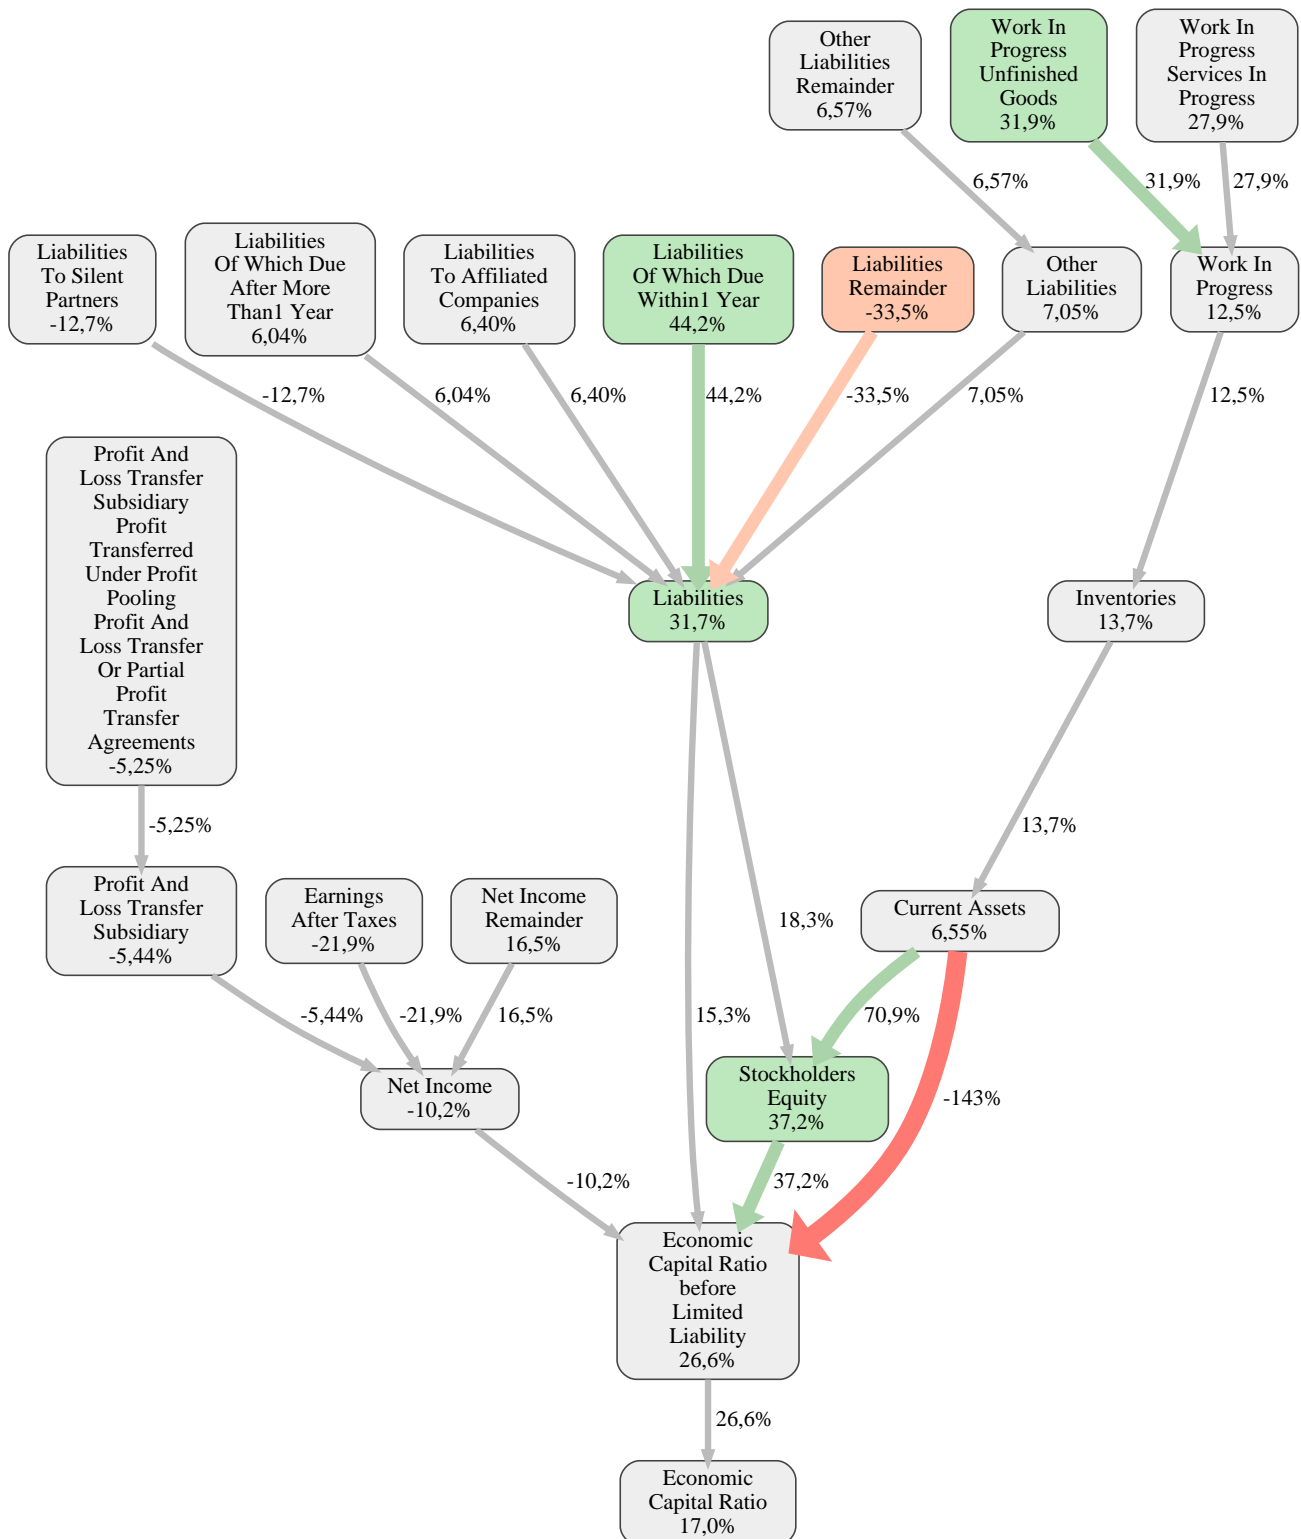 Other
Liabilities
Remainder
6,57%
Work In
Progress
Unfinished
Goods
31,9%
Work In
Progress
Services In
Progress
27,9%
6,57%
31,9%
27,9%
Liabilities
To Silent
Partners
-12,7%
Liabilities
Of Which Due
After More
Than1 Year
6,04%
Liabilities
To Affiliated
Companies
6,40%
Liabilities
Of Which Due
Within1 Year
44,2%
Liabilities
Remainder
-33,5%
Other
Liabilities
7,05%
Work In
Progress
12,5%
-12,7%
6,04%
6,40%
44,2%
-33,5%
7,05%
12,5%
Profit And
Loss Transfer
Subsidiary
Profit
Transferred
Under Profit
Pooling
Profit And
Loss Transfer
Or Partial
Profit
Transfer
Agreements
-5,25%
Liabilities
31,7%
Inventories
13,7%
-5,25%
13,7%
Profit And
Loss Transfer
Subsidiary
-5,44%
Earnings
After Taxes
-21,9%
Net Income
Remainder
16,5%
18,3%
Current Assets
6,55%
-5,44%
-21,9%
16,5%
15,3%
70,9%
Net Income
-10,2%
Stockholders
Equity
37,2%
-143%
-10,2%
37,2%
Economic
Capital Ratio
before
Limited
Liability
26,6%
26,6%
Economic
Capital Ratio
17,0%